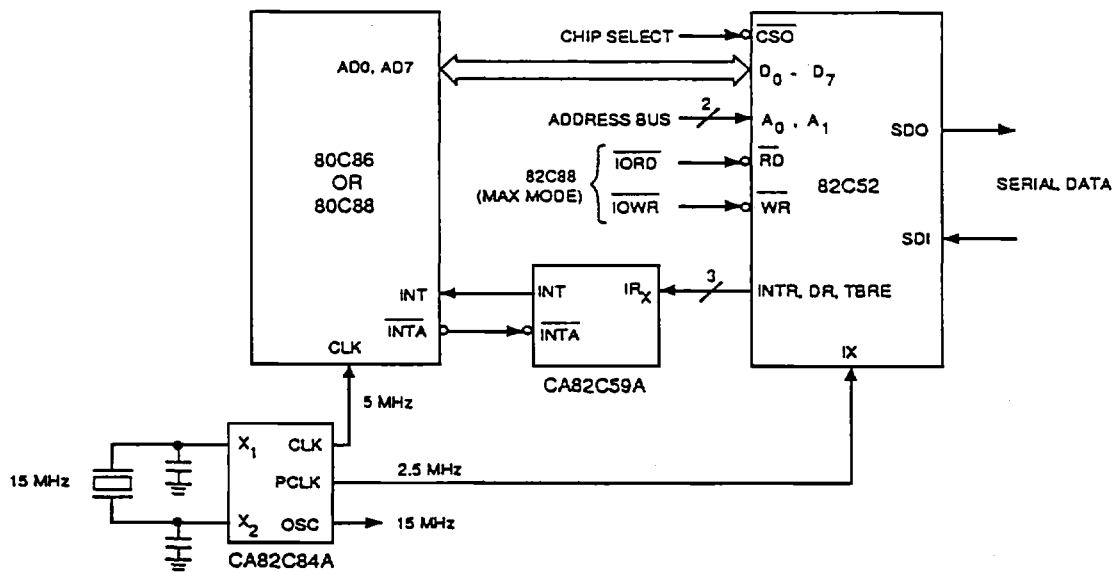 CHIP SELECT
CSO
AD0, AD7
D0 - D7
ADDRESS BUS
2
A0 , A1
SDO
80C86
OR
80C88
82C88
(MAX MODE)
IORD
RD
82C52
IOWR
WR
SERIAL DATA
SDI
INT
INT
IRX
3
INTR, DR, TBRE
INTA
INTA
CLK
IX
CA82C59A
5 MHz
X1
CLK
15 MHz
PCLK
2.5 MHz
X2
OSC
15 MHz
CA82C84A